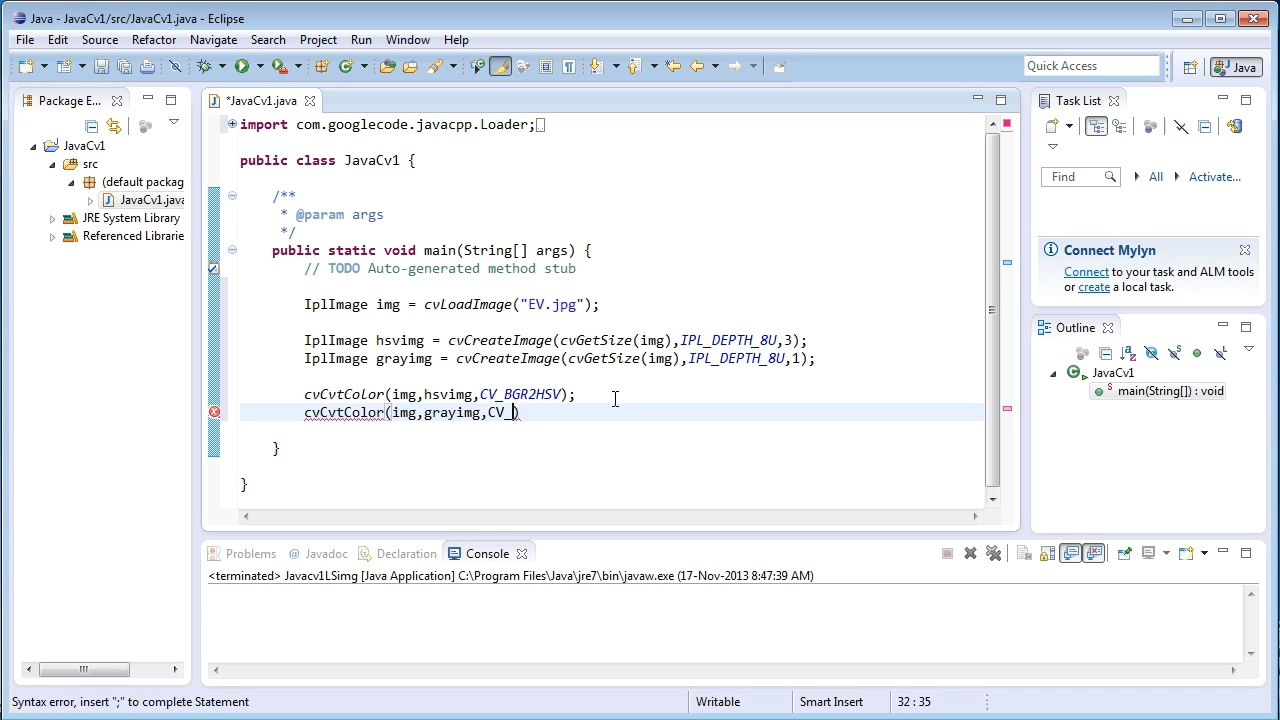 Java - JavaCv1/src/JavaCv1.java - Eclipse
File Edit Source Refactor Navigate Search Project Run Window Help
Quick Access
Java
Package E...
*JavaCv1.java
Task List
JavaCv1
src
(default packag
JavaCv1.java
JRE System Library
Referenced Librarie
import com.googlecode.javacpp.Loader;
public class JavaCv1 {
/**
* @param args
*/
public static void main(String[] args) {
// TODO Auto-generated method stub
IplImage img = cvLoadImage("EV.jpg");
IplImage hsvimg = cvCreateImage(cvGetSize(img),IPL_DEPTH_8U,3);
IplImage grayimg = cvCreateImage(cvGetSize(img),IPL_DEPTH_8U,1);
cvCvtColor(img,hsvimg,CV_BGR2HSV);
cvCvtColor(img,grayimg,CV_)
}
}
Find
All
Activate...
Connect Mylyn
Connect to your task and ALM tools
or create a local task.
Outline
JavaCv1
main(String[]) : void
Problems
@ Javadoc
Declaration
Console
<terminated> Javacv1LSimg [Java Application] C:\Program Files\Java\jre7\bin\javaw.exe (17-Nov-2013 8:47:39 AM)
Syntax error, insert ";" to complete Statement
Writable
Smart Insert
32 : 35